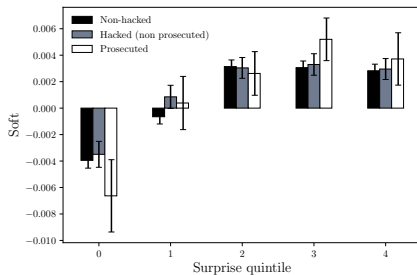 Non-hacked
Hacked (non prosecuted)
Prosecuted
0.006
0.004
0.002
0.000
−0.002
−0.004
−0.006
−0.008
−0.010
Soft
0 1 2 3 4
Surprise quintile